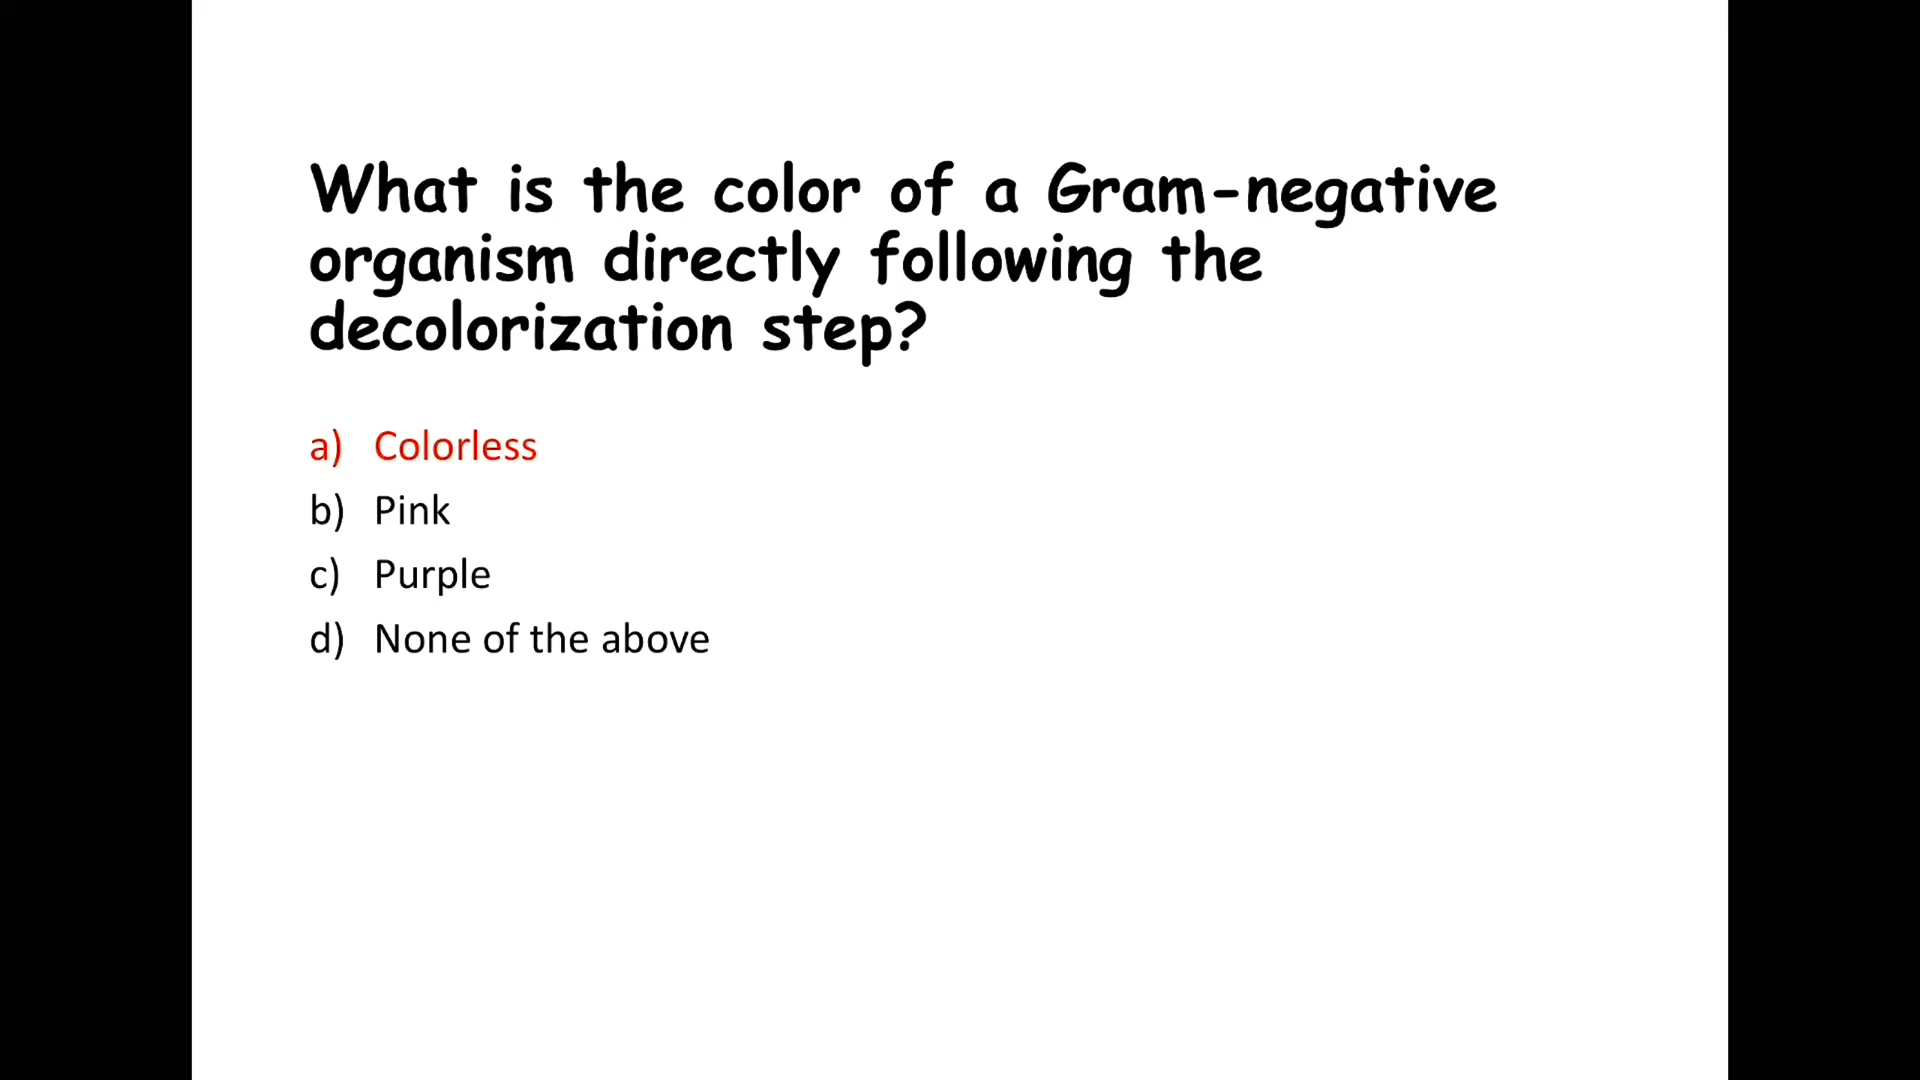 What is the color of a Gram-negative
organism directly following the
decolorization step?
a) Colorless
b) Pink
c) Purple
d) None of the above